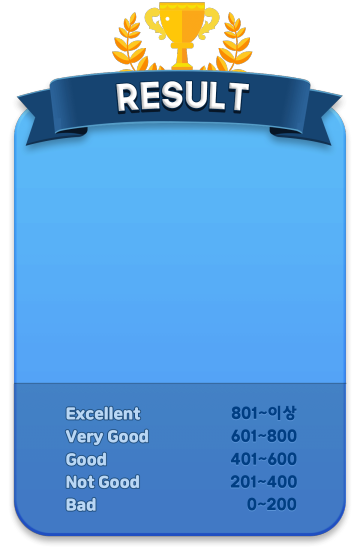 RESULT
Excellent 801~이상
Very Good 601~800
Good 401~600
Not Good 201~400
Bad 0~200